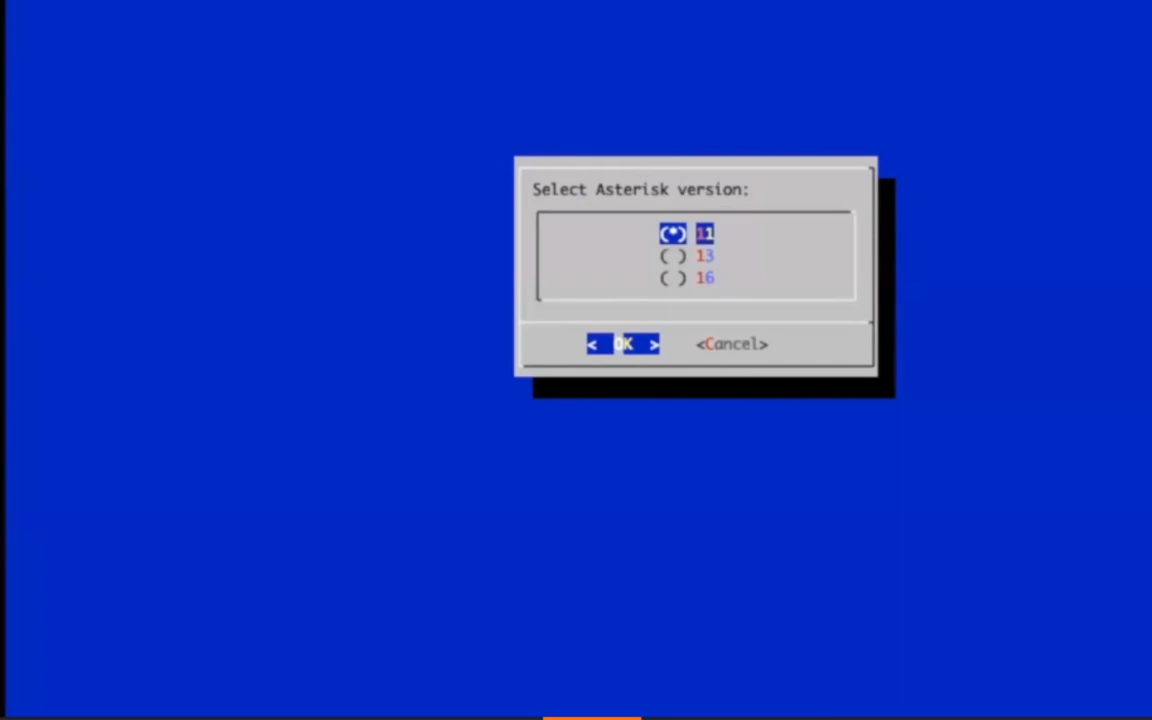 Select Asterisk version:
(*) 11
( ) 13
( ) 16
< OK > <Cancel>